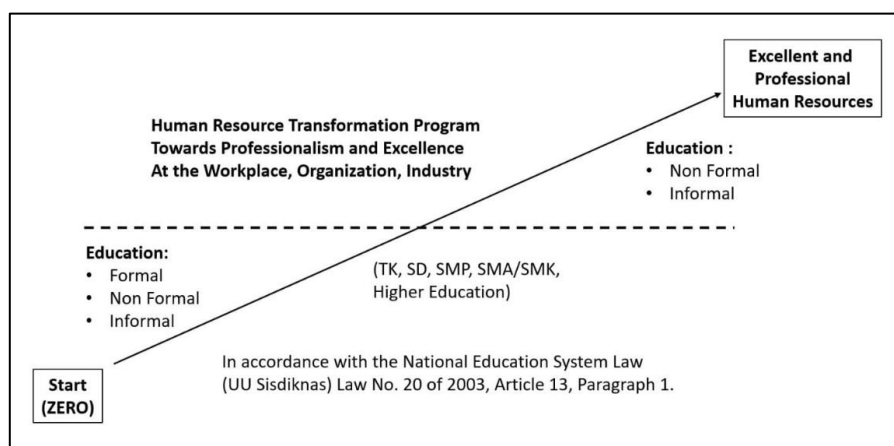 Excellent and
Professional
Human Resources
Human Resource Transformation Program
Towards Professionalism and Excellence
At the Workplace, Organization, Industry
Education :
• Non Formal
• Informal
Education:
• Formal
• Non Formal
• Informal
(TK, SD, SMP, SMA/SMK,
Higher Education)
In accordance with the National Education System Law
(UU Sisdiknas) Law No. 20 of 2003, Article 13, Paragraph 1.
Start
(ZERO)